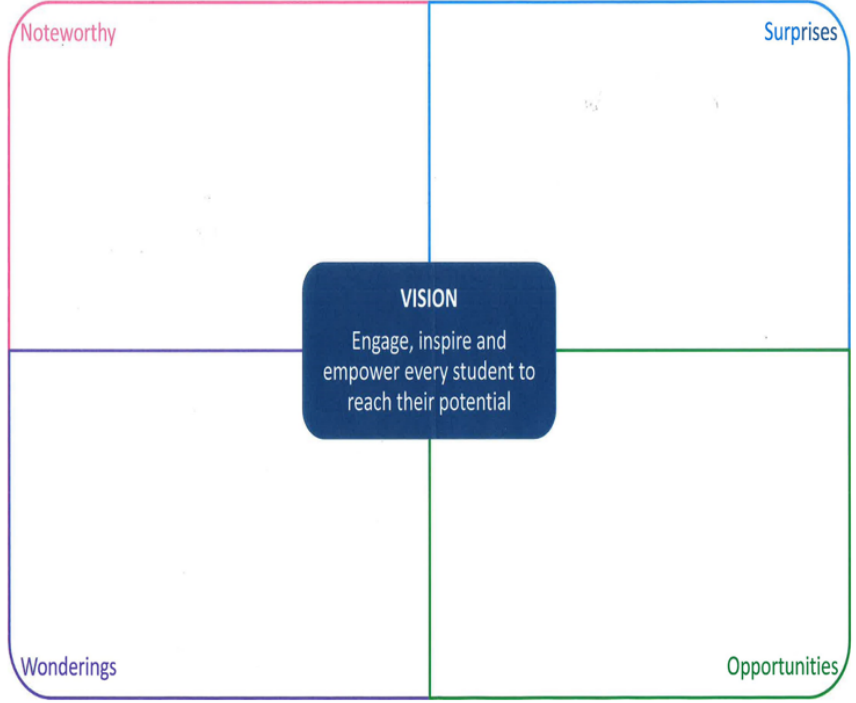 Noteworthy
Surprises
VISION
Engage, inspire and
empower every student to
reach their potential
Wonderings
Opportunities